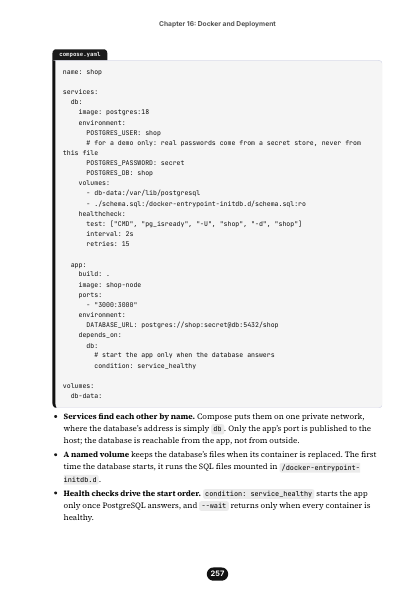 Chapter 16: Docker and Deployment
compose.yaml
name: shop
services:
  db:
    image: postgres:18
    environment:
      POSTGRES_USER: shop
      # for a demo only: real passwords come from a secret store, never from
this file
      POSTGRES_PASSWORD: secret
      POSTGRES_DB: shop
    volumes:
      - db-data:/var/lib/postgresql
      - ./schema.sql:/docker-entrypoint-initdb.d/schema.sql:ro
    healthcheck:
      test: ["CMD", "pg_isready", "-U", "shop", "-d", "shop"]
      interval: 2s
      retries: 15
  app:
    build: .
    image: shop-node
    ports:
      - "3000:3000"
    environment:
      DATABASE_URL: postgres://shop:secret@db:5432/shop
    depends_on:
      db:
        # start the app only when the database answers
        condition: service_healthy
volumes:
  db-data:
• Services find each other by name. Compose puts them on one private network,
where the database's address is simply db. Only the app's port is published to the
host; the database is reachable from the app, not from outside.
• A named volume keeps the database's files when its container is replaced. The first
time the database starts, it runs the SQL files mounted in /docker-entrypoint-
initdb.d.
• Health checks drive the start order. condition: service_healthy starts the app
only once PostgreSQL answers, and --wait returns only when every container is
healthy.
257